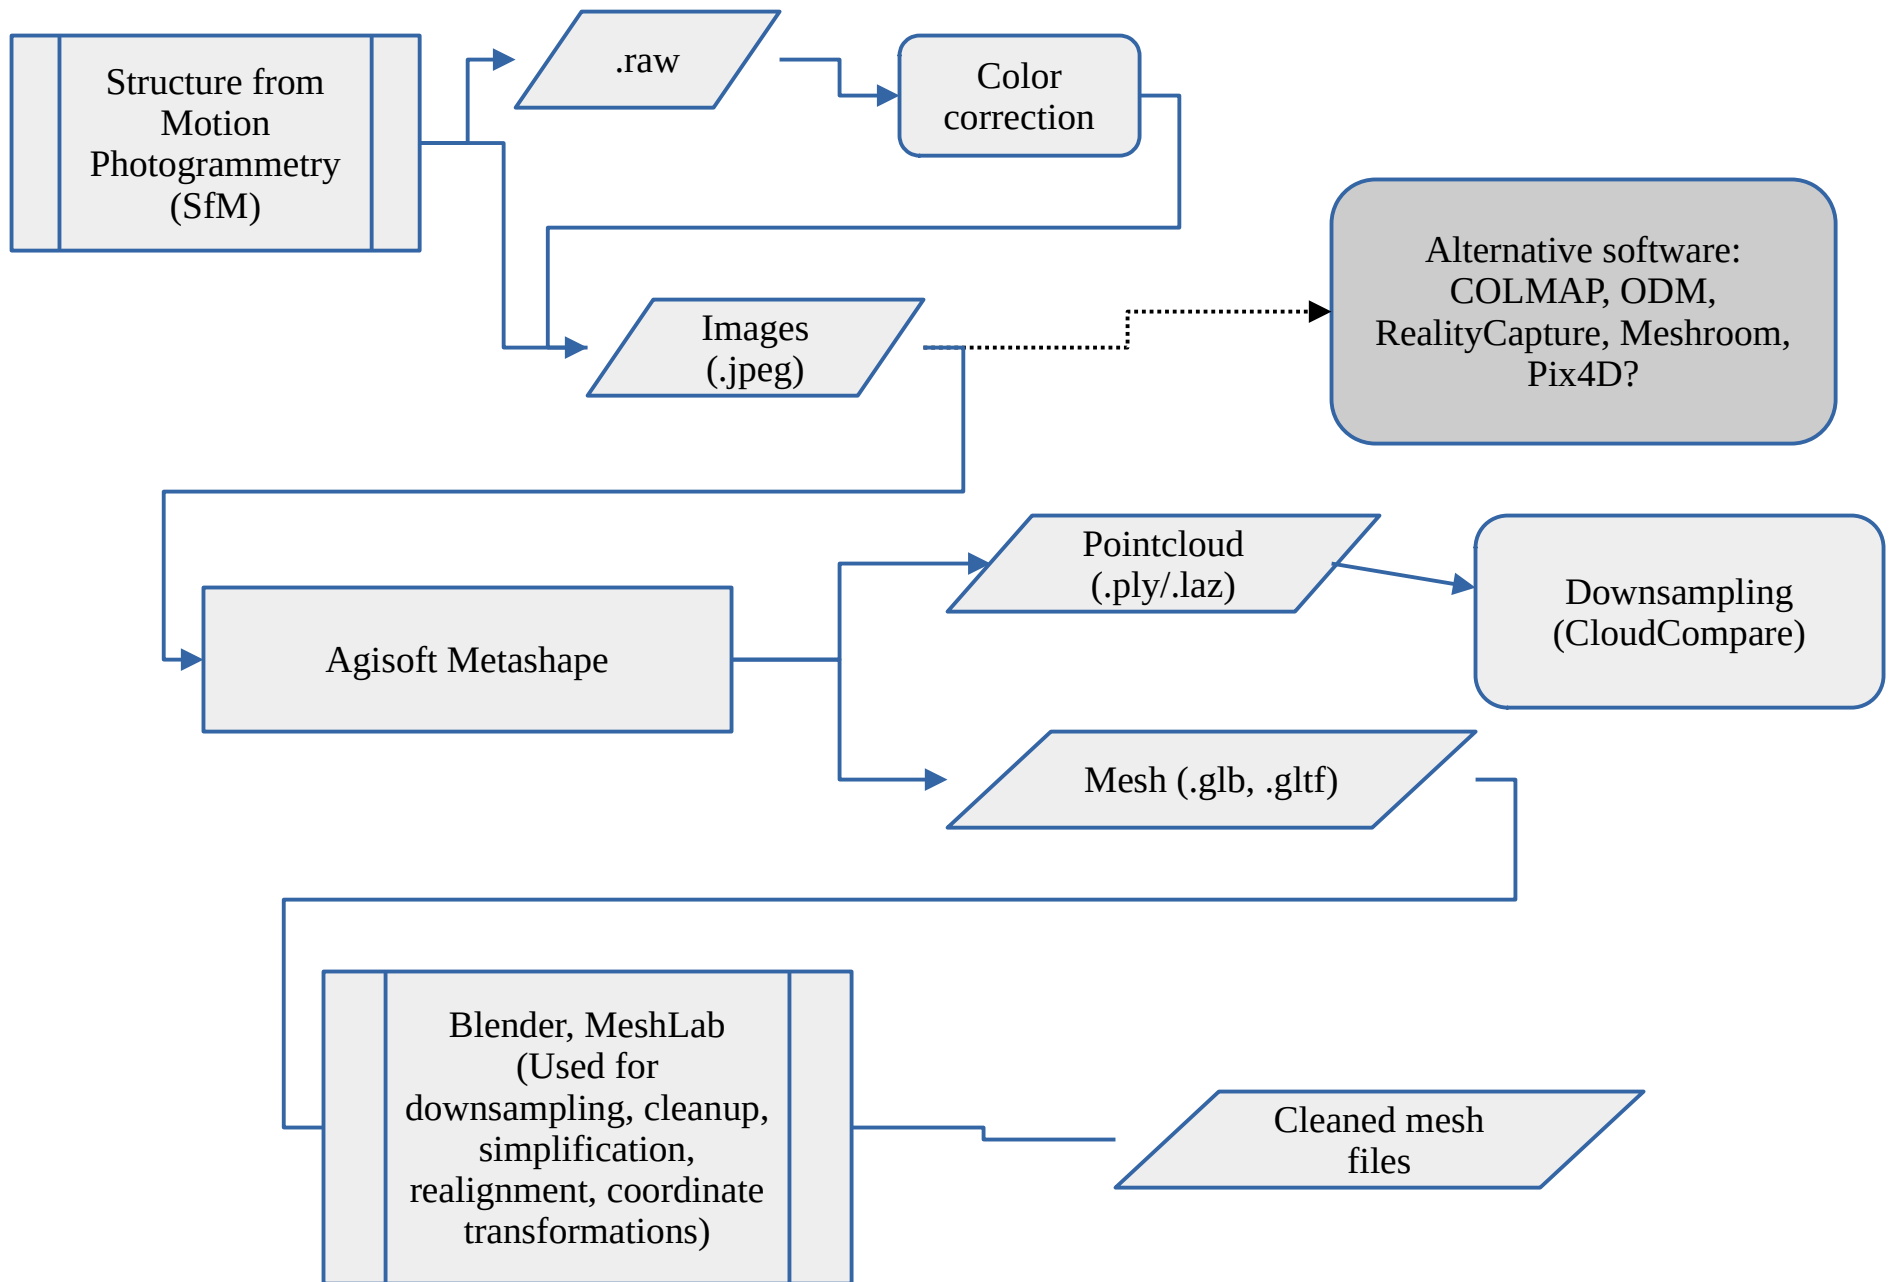 Structure from
Motion
Photogrammetry
(SfM)
.raw
Color
correction
Images
(.jpeg)
Alternative software:
COLMAP, ODM,
RealityCapture, Meshroom,
Pix4D?
Agisoft Metashape
Pointcloud
(.ply/.laz)
Downsampling
(CloudCompare)
Mesh (.glb, .gltf)
Blender, MeshLab
(Used for
downsampling, cleanup,
simplification,
realignment, coordinate
transformations)
Cleaned mesh
files